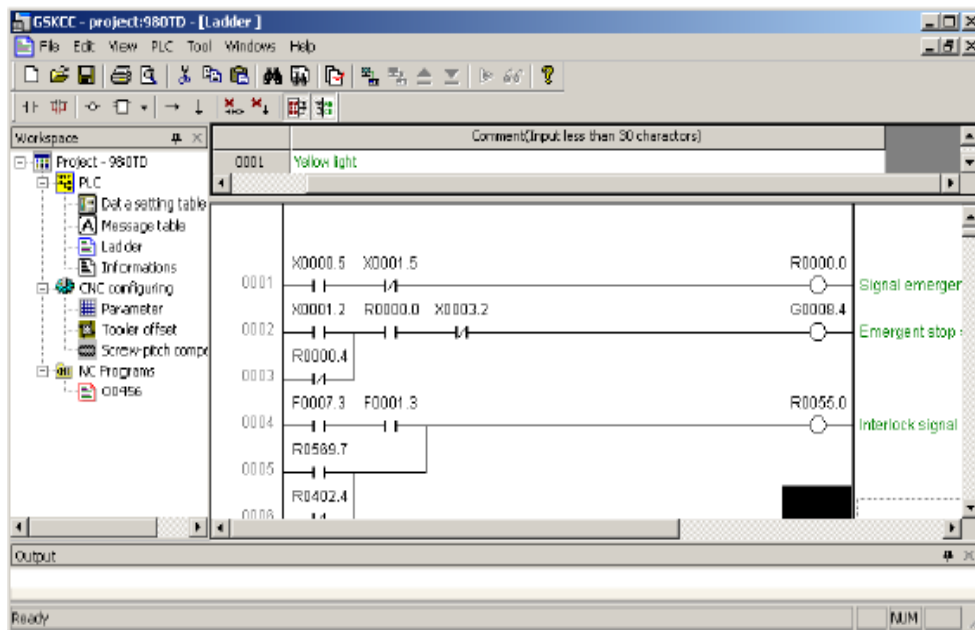 GSKCC - project:980TD - [Ladder ]
File Edit View PLC Tool Windows Help
Workspace
Project - 980TD
PLC
Data setting table
Message table
Ladder
Informations
CNC configuring
Parameter
Tooler offset
Screw-pitch compe
NC Programs
O0456
Comment(Input less than 30 charactors)
0001 Yellow light
X0000.5 X0001.5 R0000.0
0001 Signal emergen
X0001.2 R0000.0 X0003.2 G0008.4
0002 Emergent stop
R0000.4
0003
F0007.3 F0001.3 R0055.0
0004 Interlock signal
R0569.7
0005
R0402.4
0006
Output
Ready NUM